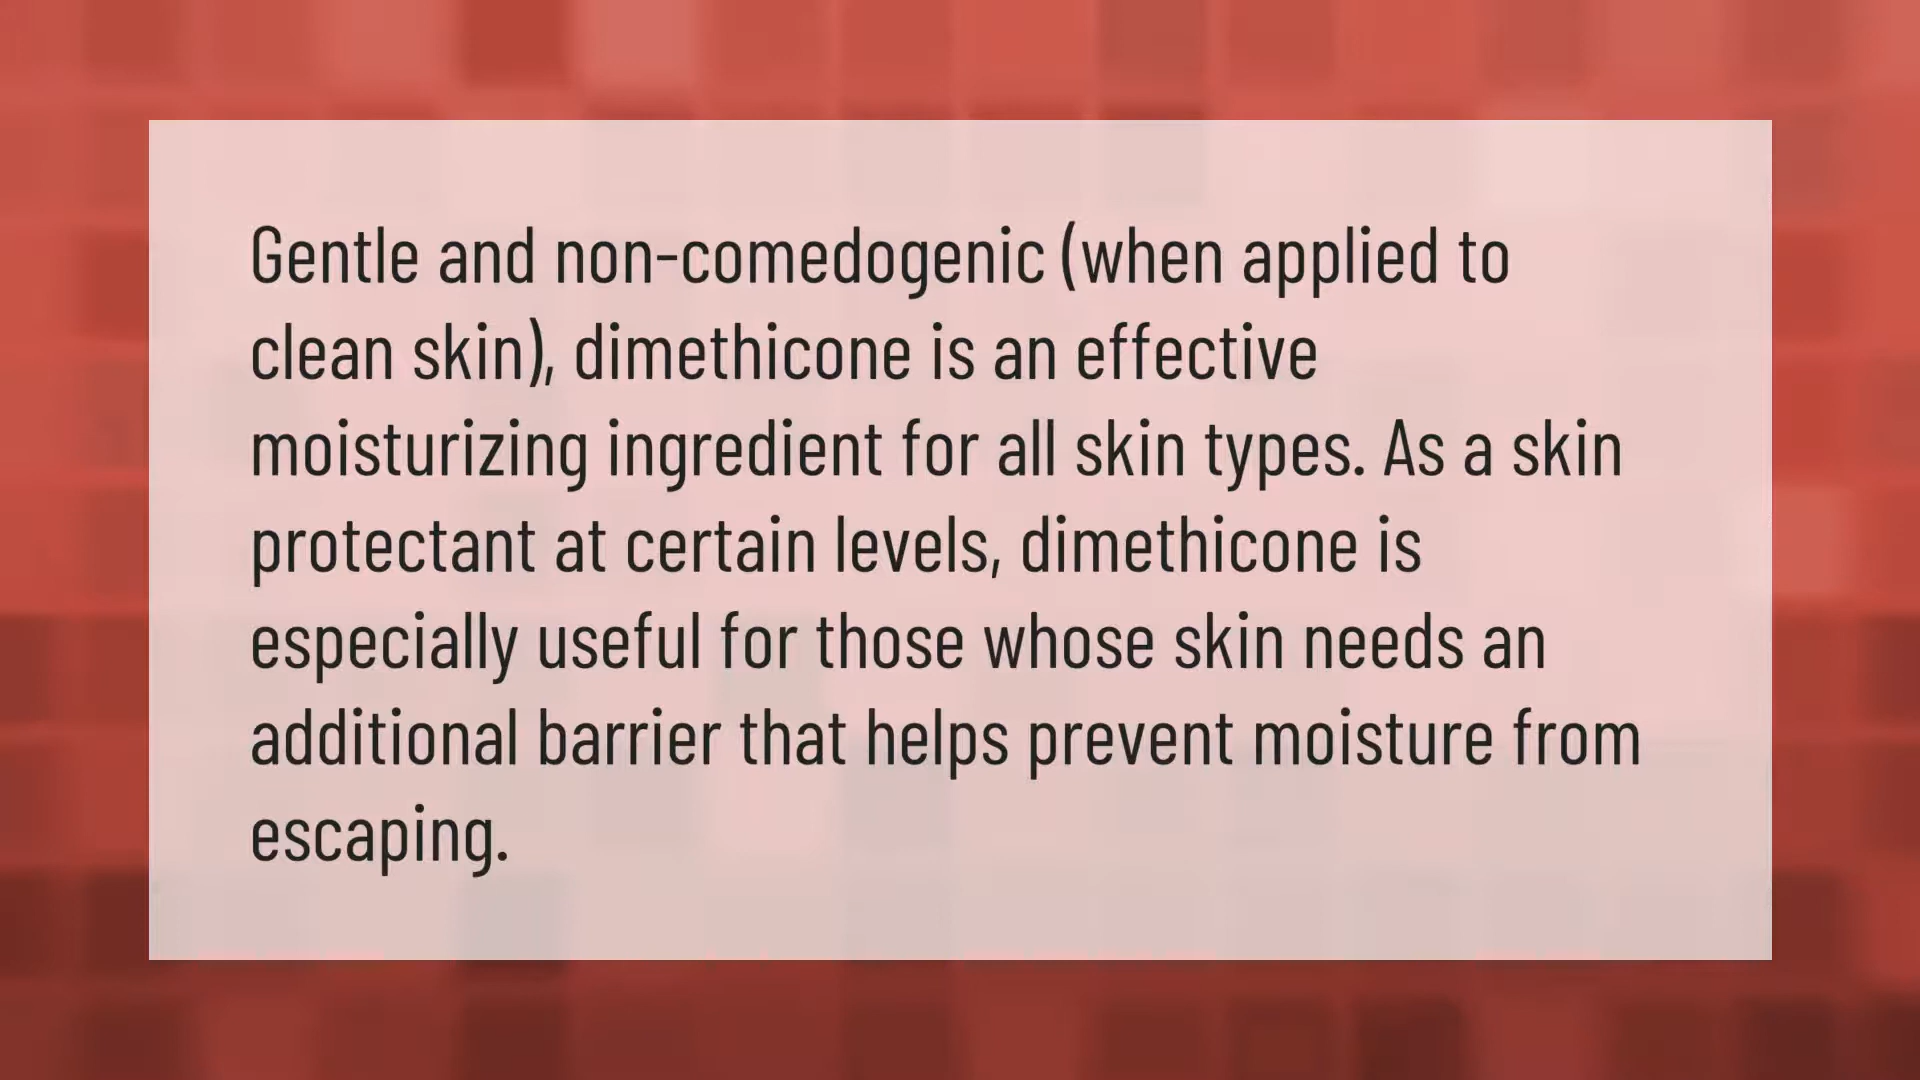 Gentle and non-comedogenic (when applied to
clean skin), dimethicone is an effective
moisturizing ingredient for all skin types. As a skin
protectant at certain levels, dimethicone is
especially useful for those whose skin needs an
additional barrier that helps prevent moisture from
escaping.